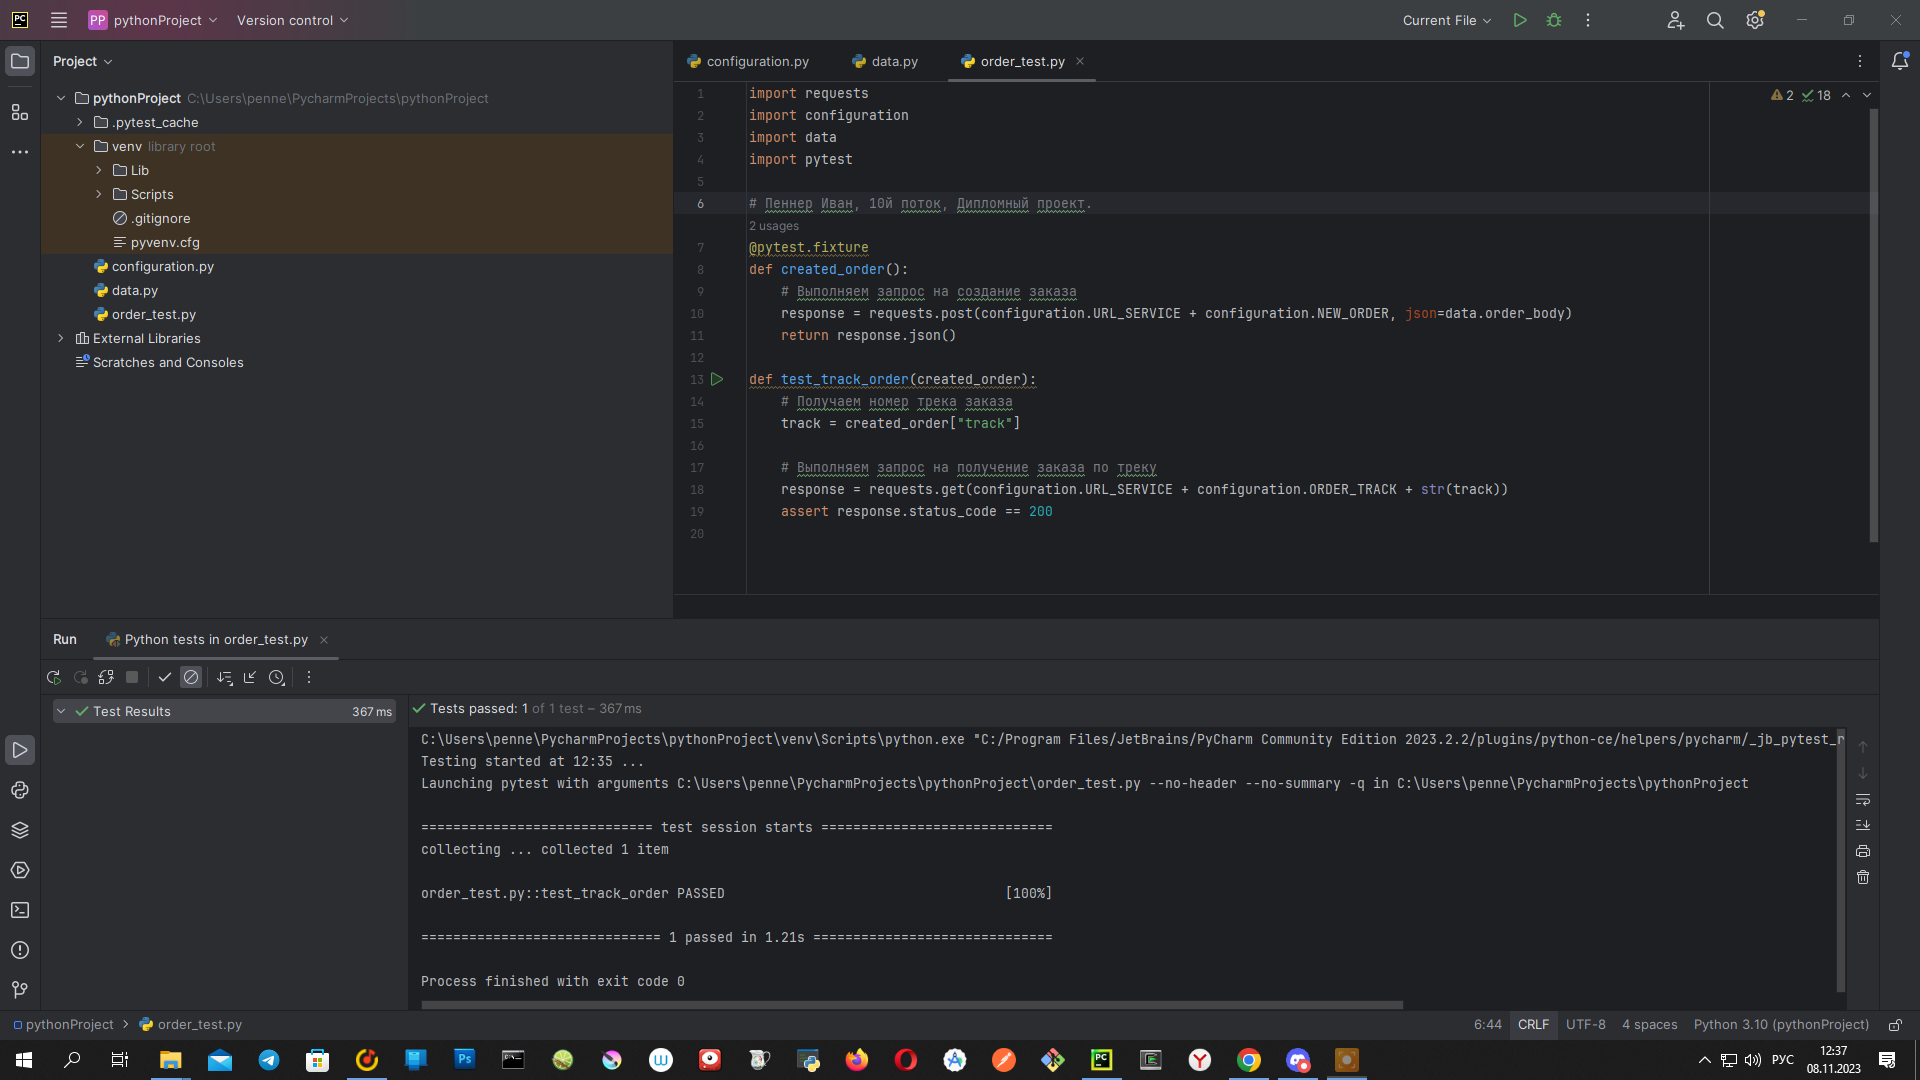 PC
PP pythonProject
Version control
Current File
Project
configuration.py
data.py
order_test.py
pythonProject C:\Users\penne\PycharmProjects\pythonProject
.pytest_cache
venv library root
Lib
Scripts
.gitignore
pyvenv.cfg
configuration.py
data.py
order_test.py
External Libraries
Scratches and Consoles
2 18
1 import requests
2 import configuration
3 import data
4 import pytest
5
6 # Пеннер Иван, 10й поток, Дипломный проект.
2 usages
7 @pytest.fixture
8 def created_order():
9 # Выполняем запрос на создание заказа
10 response = requests.post(configuration.URL_SERVICE + configuration.NEW_ORDER, json=data.order_body)
11 return response.json()
12
13 def test_track_order(created_order):
14 # Получаем номер трека заказа
15 track = created_order["track"]
16
17 # Выполняем запрос на получение заказа по треку
18 response = requests.get(configuration.URL_SERVICE + configuration.ORDER_TRACK + str(track))
19 assert response.status_code == 200
20
Run
Python tests in order_test.py
Test Results 367 ms
Tests passed: 1 of 1 test – 367 ms
C:\Users\penne\PycharmProjects\pythonProject\venv\Scripts\python.exe "C:/Program Files/JetBrains/PyCharm Community Edition 2023.2.2/plugins/python-ce/helpers/pycharm/_jb_pytest_r
Testing started at 12:35 ...
Launching pytest with arguments C:\Users\penne\PycharmProjects\pythonProject\order_test.py --no-header --no-summary -q in C:\Users\penne\PycharmProjects\pythonProject
============================= test session starts =============================
collecting ... collected 1 item
order_test.py::test_track_order PASSED [100%]
============================== 1 passed in 1.21s ==============================
Process finished with exit code 0
pythonProject
order_test.py
6:44
CRLF
UTF-8
4 spaces
Python 3.10 (pythonProject)
Ps
PC
РУС
12:37
08.11.2023